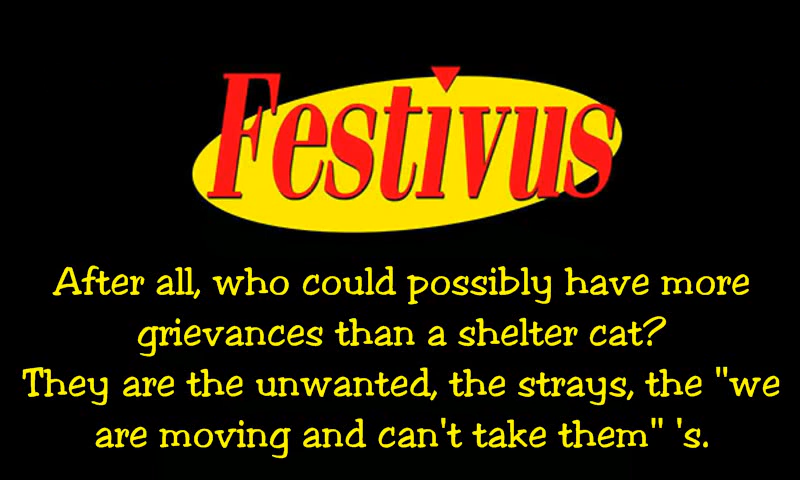 Festivus
After all, who could possibly have more
grievances than a shelter cat?
They are the unwanted, the strays, the "we
are moving and can't take them" 's.